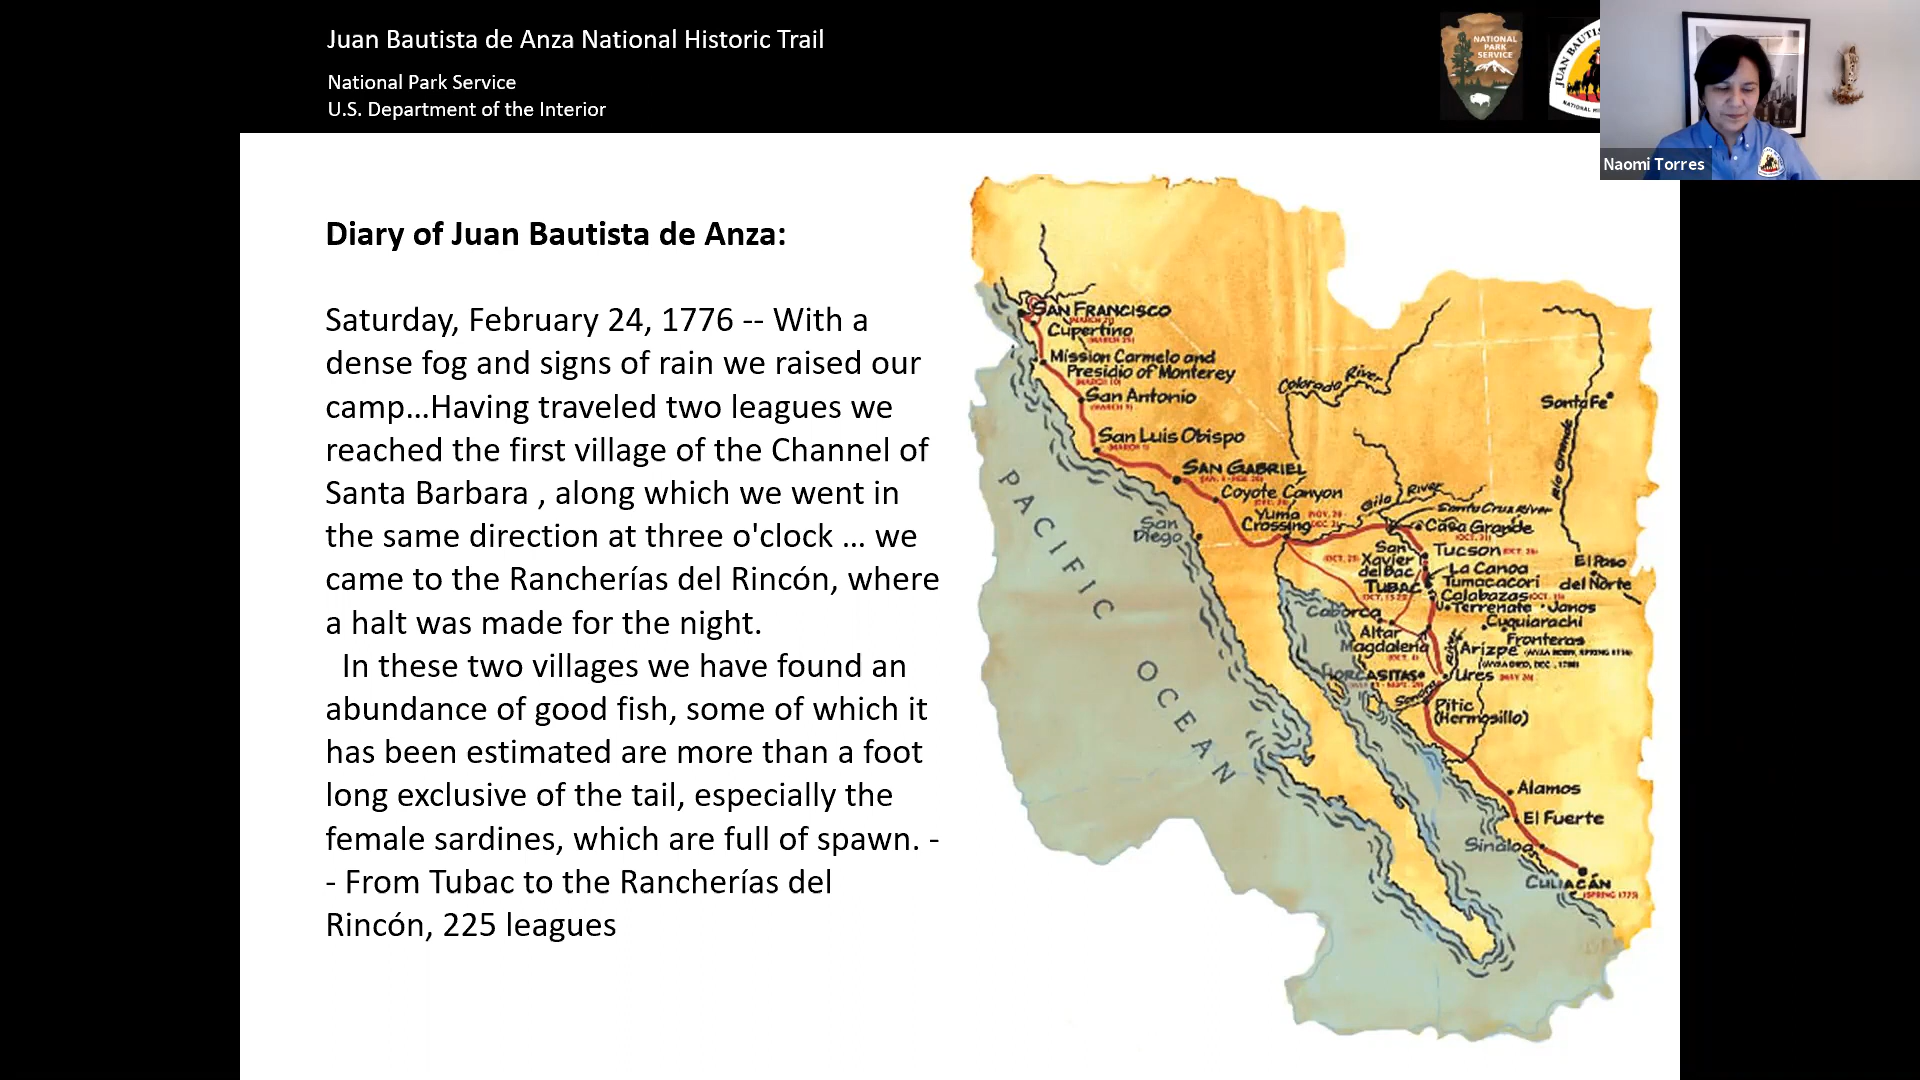 Juan Bautista de Anza National Historic Trail
National Park Service
U.S. Department of the Interior
NATIONAL
PARK
SERVICE
JUAN BAUTIS
NATIONAL
Naomi Torres
Diary of Juan Bautista de Anza:
Saturday, February 24, 1776 -- With a
dense fog and signs of rain we raised our
camp…Having traveled two leagues we
reached the first village of the Channel of
Santa Barbara , along which we went in
the same direction at three o'clock … we
came to the Rancherías del Rincón, where
a halt was made for the night.
In these two villages we have found an
abundance of good fish, some of which it
has been estimated are more than a foot
long exclusive of the tail, especially the
female sardines, which are full of spawn. -
- From Tubac to the Rancherías del
Rincón, 225 leagues
SAN FRANCISCO
Cupertino
Mission Carmelo and
Presidio of Monterey
(MARCH 10)
San Antonio
San Luis Obispo
SAN GABRIEL
Coyote Canyon
Yuma
Crossing
San
Diego
Colorado River
Gila River
Santa Cruz River
Casa Grande
Santa Fe
Rio Grande
El Paso
del Norte
San
Xavier
del Bac
Tucson
La Canoa
Tumacacori
TUBAC
Calabazas
Terrenate
Janos
Cuquiarachi
Fronteras
Caborca
Altar
Magdalena
Arizpe
HORCASITAS
Ures
Sonora
Pitic
(Hermosillo)
Alamos
El Fuerte
Sinaloa
CULIACÁN
(SPRING 1775)
PACIFIC
OCEAN